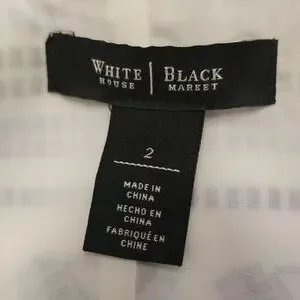 WHITE | BLACK
HOUSE MARKET
2
MADE IN
CHINA
HECHO EN
CHINA
FABRIQUÉ EN
CHINE